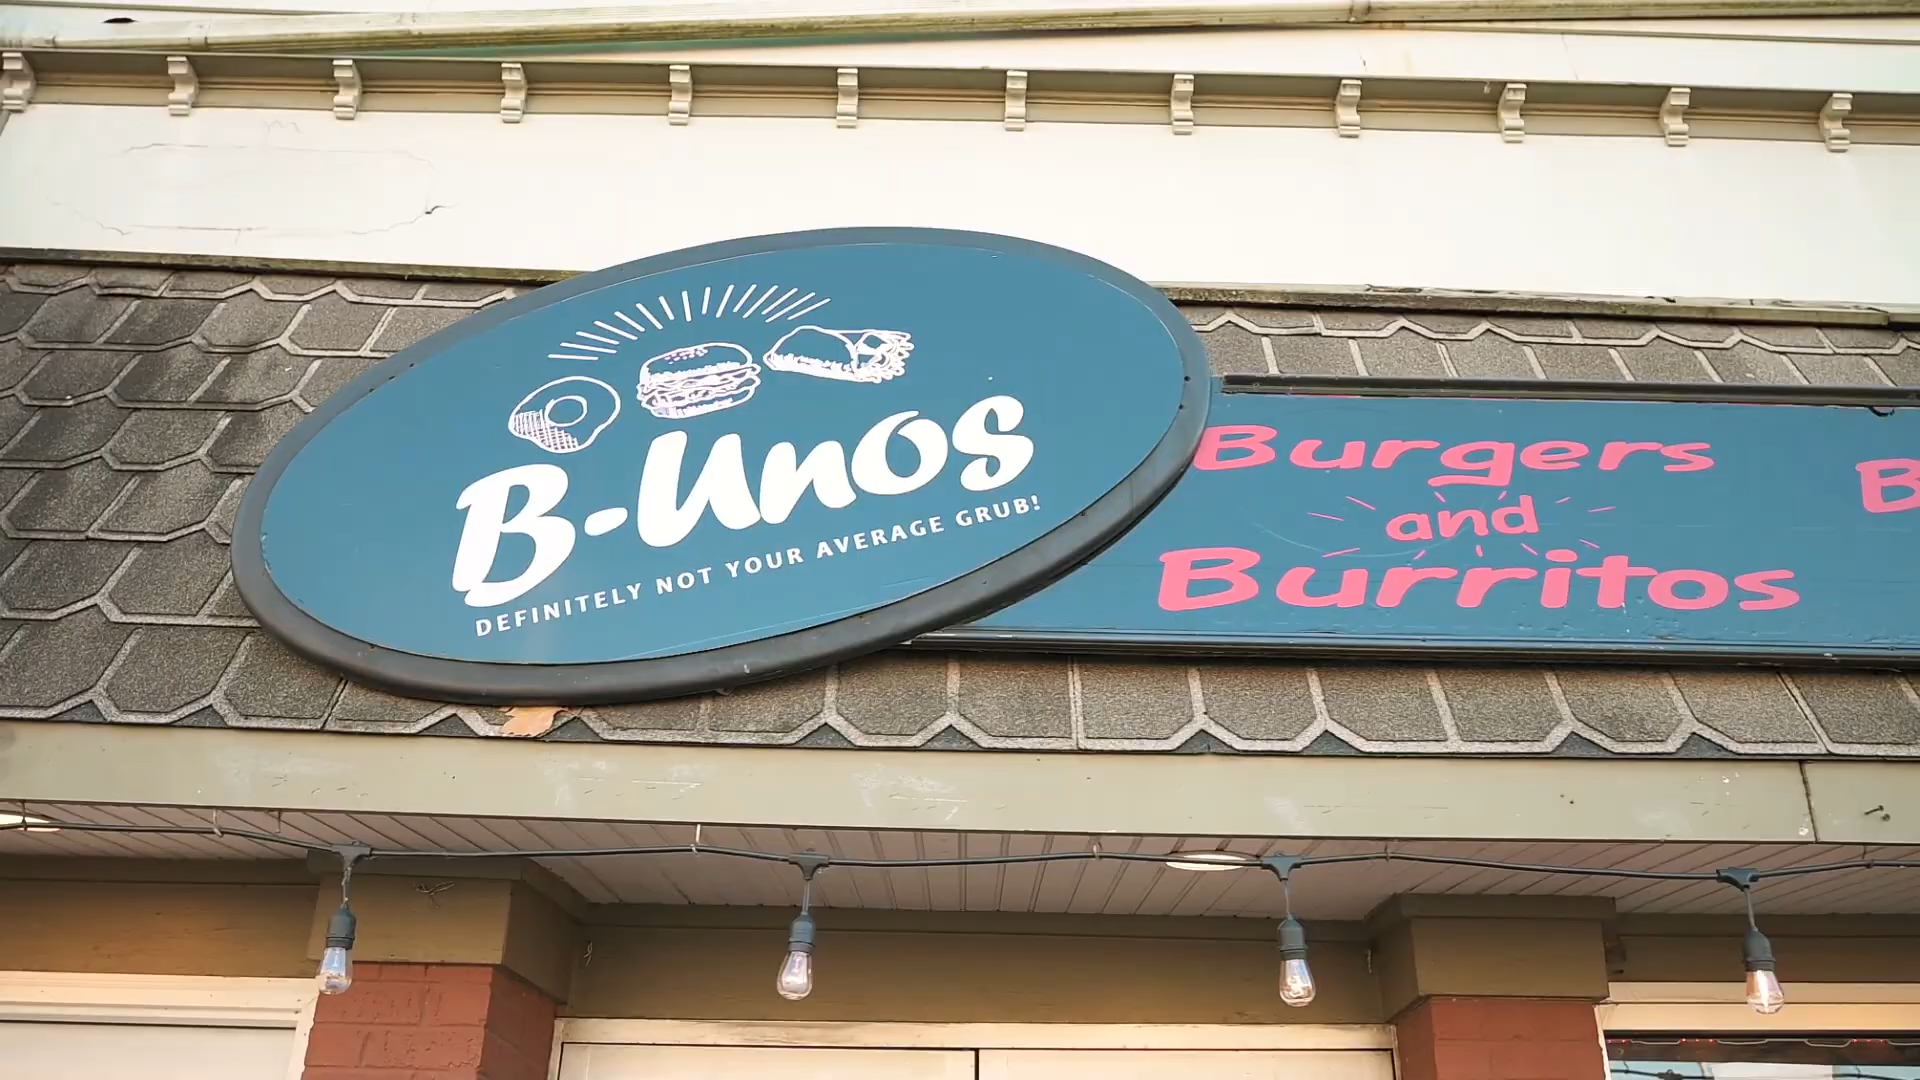 B-Unos
DEFINITELY NOT YOUR AVERAGE GRUB!
Burgers
and
Burritos